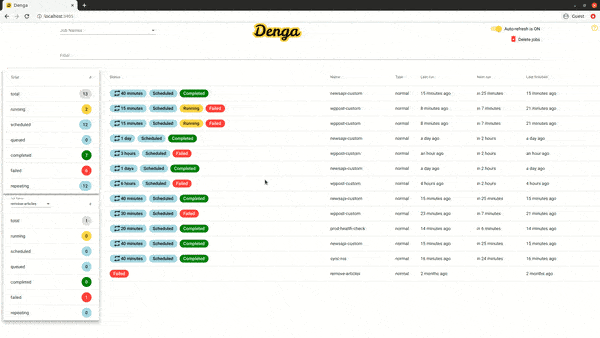 Denga
localhost:3455
Guest
Job Names
Denga
Auto-refresh is ON
Delete jobs
Filter
Total
total 13
running 2
scheduled 12
queued 0
completed 7
failed 6
repeating 12
remove-articles
total 1
running 0
scheduled 0
queued 0
completed 0
failed 1
repeating 0
Status Name Type Last run Next run Last finished
40 minutes Scheduled Completed newsapi-custom normal 15 minutes ago in 25 minutes 15 minutes ago
15 minutes Scheduled Running Failed wppost-custom normal 8 minutes ago in 7 minutes 21 minutes ago
15 minutes Scheduled Running Failed wppost-custom normal 8 minutes ago in 7 minutes 21 minutes ago
1 day Scheduled Completed newsapi-custom normal a day ago in 2 hours a day ago
3 hours Scheduled Failed wppost-custom normal an hour ago in 2 hours an hour ago
1 days Scheduled Completed newsapi-custom normal a day ago in 2 hours a day ago
6 hours Scheduled Failed wppost-custom normal 4 hours ago in 2 hours 4 hours ago
40 minutes Scheduled Completed newsapi-custom normal 15 minutes ago in 25 minutes 15 minutes ago
30 minutes Scheduled Failed wppost-custom normal 23 minutes ago in 7 minutes 21 minutes ago
20 minutes Scheduled Completed prod-health-check normal 14 minutes ago in 6 minutes 14 minutes ago
40 minutes Scheduled Completed newsapi-custom normal 15 minutes ago in 25 minutes 15 minutes ago
40 minutes Scheduled Completed sync-na normal 16 minutes ago in 24 minutes 16 minutes ago
Failed remove-articles normal 2 months ago 2 months ago